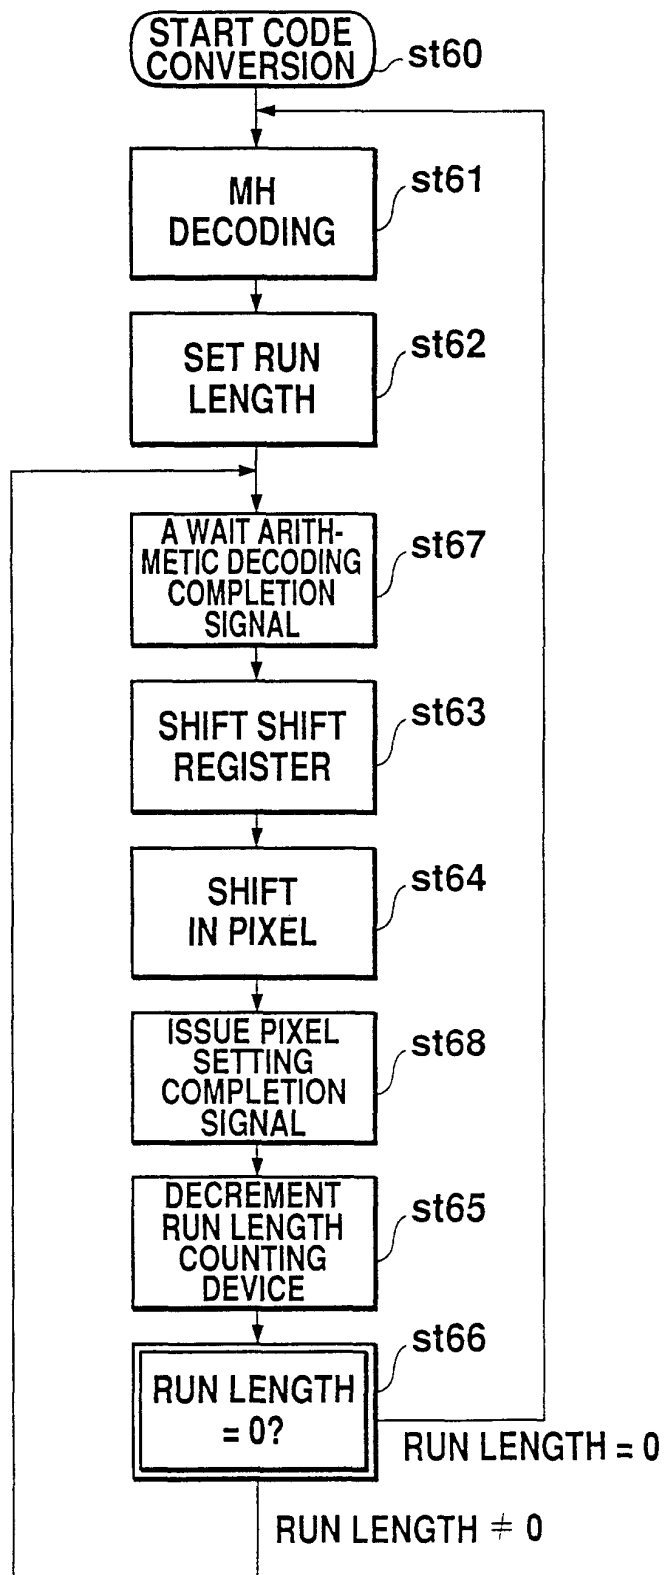 START CODE
CONVERSION
st60
MH
DECODING
st61
SET RUN
LENGTH
st62
A WAIT ARITH-
METIC DECODING
COMPLETION
SIGNAL
st67
SHIFT SHIFT
REGISTER
st63
SHIFT
IN PIXEL
st64
ISSUE PIXEL
SETTING
COMPLETION
SIGNAL
st68
DECREMENT
RUN LENGTH
COUNTING
DEVICE
st65
RUN LENGTH
= 0?
st66
RUN LENGTH = 0
RUN LENGTH ≠ 0